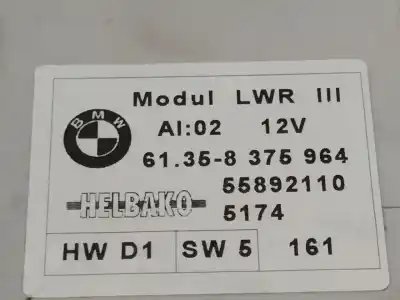 BMW
Modul LWR III
AI:02 12V
61.35-8 375 964
55892110
HELBAKO
5174
HW D1 SW 5 161